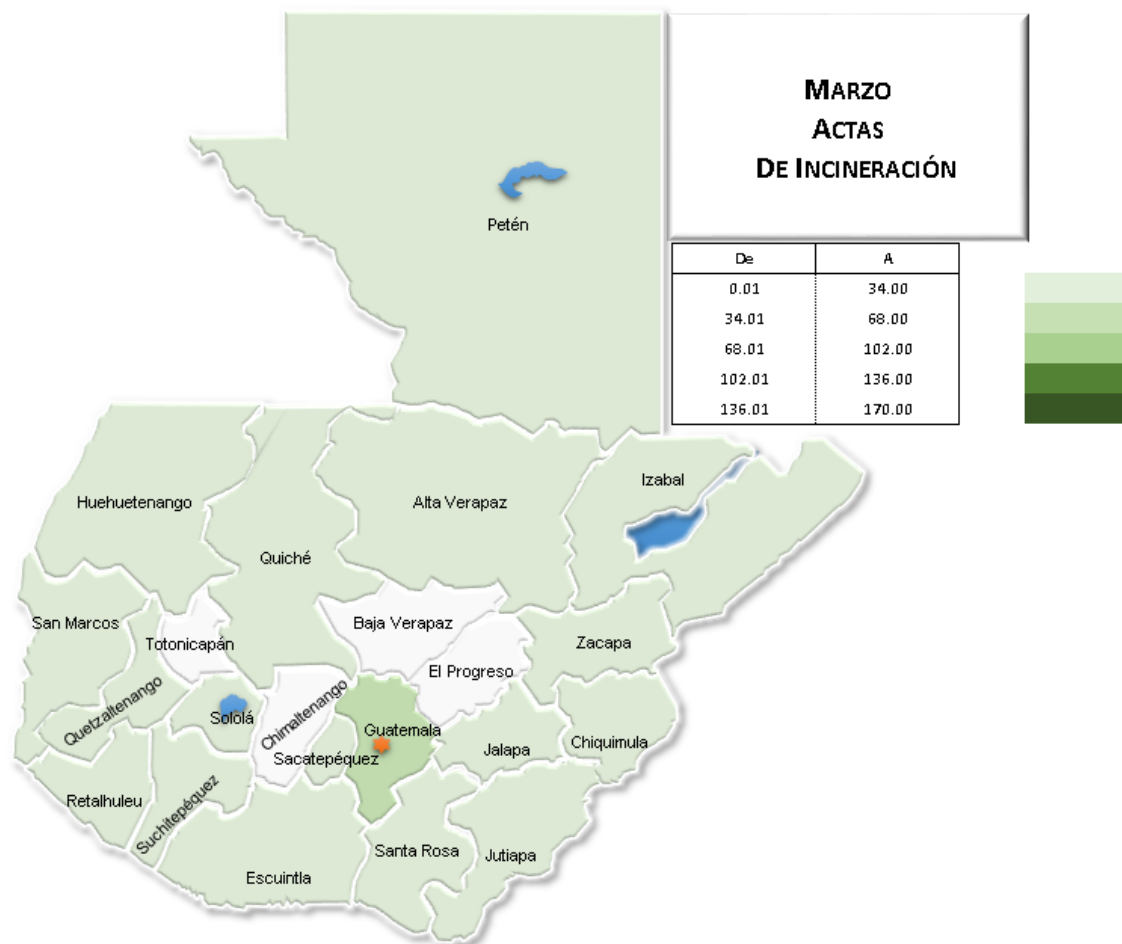 MARZO
ACTAS
DE INCINERACIÓN
De A
0.01 34.00
34.01 68.00
68.01 102.00
102.01 136.00
136.01 170.00
Petén
Izabal
Huehuetenango
Alta Verapaz
Quiché
San Marcos
Baja Verapaz
Totonicapán
Zacapa
El Progreso
Quetzaltenango
Sololá
Chimaltenango
Guatemala
Chiquimula
Jalapa
Sacatepéquez
Retalhuleu
Suchitepéquez
Santa Rosa
Jutiapa
Escuintla